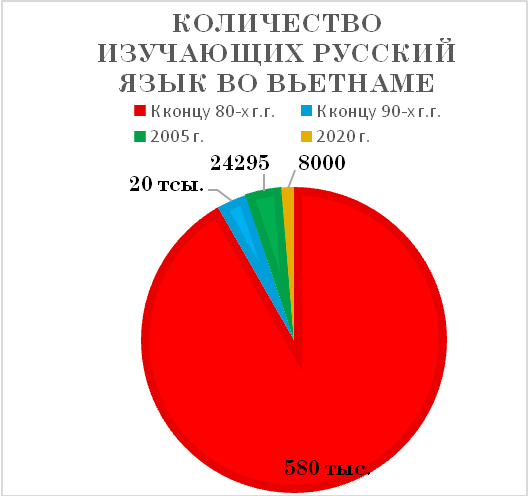 КОЛИЧЕСТВО
ИЗУЧАЮЩИХ РУССКИЙ
ЯЗЫК ВО ВЬЕТНАМЕ
К концу 80-х г.г. К концу 90-х г.г.
2005 г. 2020 г.
24295 8000
20 тсы.
580 тыс.